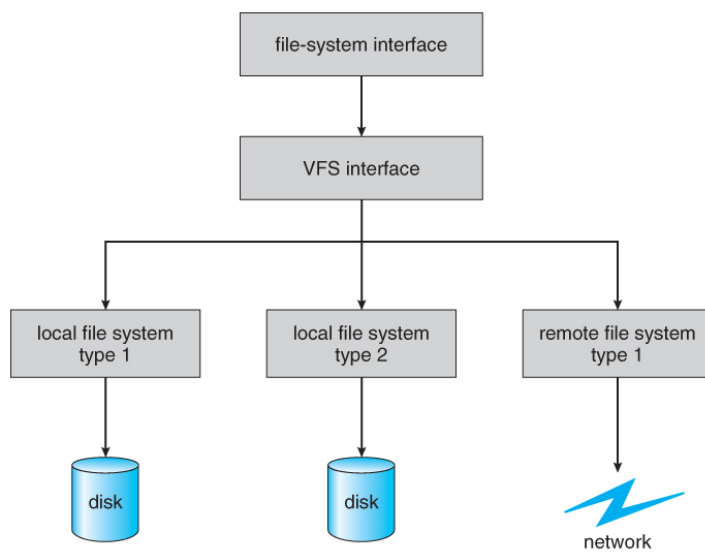 file-system interface
VFS interface
local file system
type 1
local file system
type 2
remote file system
type 1
disk
disk
network